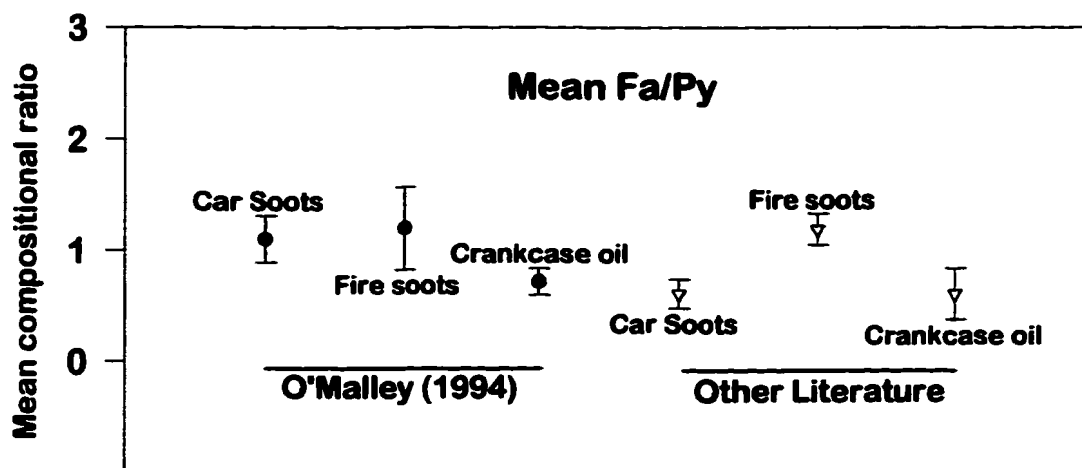 Mean compositional ratio
3
2
1
0
Mean Fa/Py
Car Soots
Fire soots
Crankcase oil
Car Soots
Fire soots
Crankcase oil
O'Malley (1994)
Other Literature